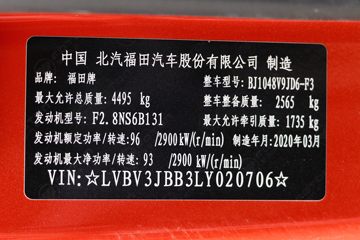 中国 北汽福田汽车股份有限公司 制造
品牌: 福田牌 整车型号: BJ1048V9JD6-F3
最大允许总质量: 4495 kg 整车整备质量: 2565 kg
发动机型号: F2.8NS6B131 最大允许牵引质量: 1735 kg
发动机额定功率/转速: 96 /2900 kW/(r/min) 制造年月: 2020年03月
发动机最大净功率/转速: 93 /2900 kW/(r/min)
VIN: ☆LVBV3JBB3LY020706☆